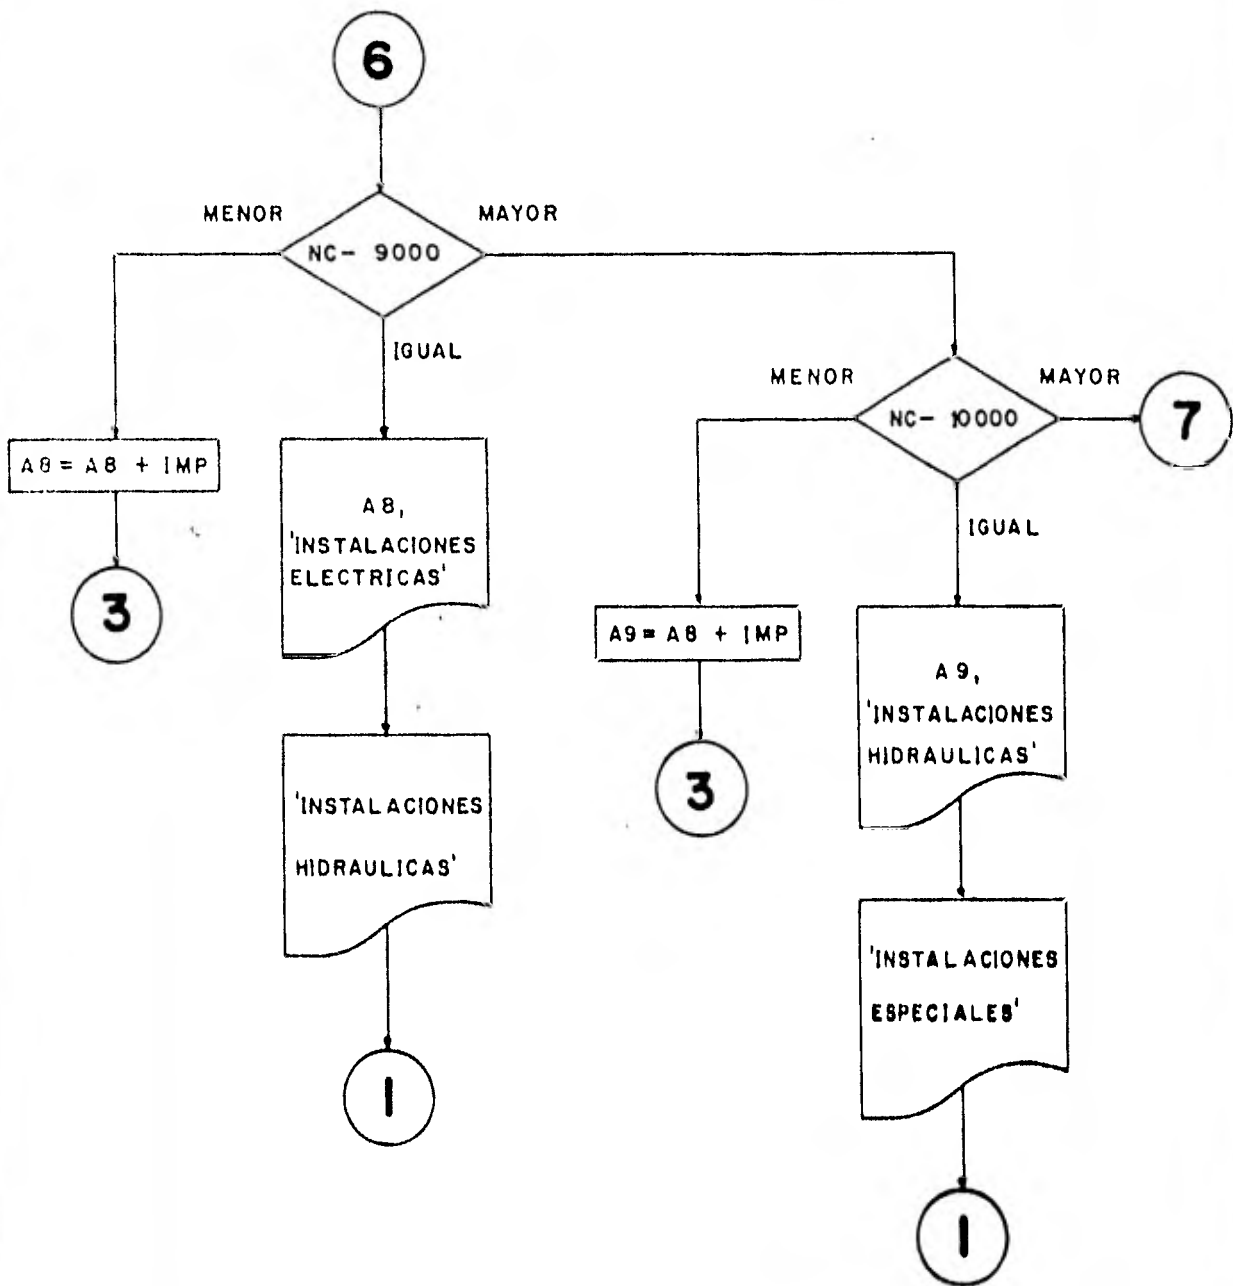 6
MENOR
MAYOR
NC- 9000
IGUAL
MENOR
MAYOR
NC- 10000
7
A8 = A8 + IMP
A8,
'INSTALACIONES
ELECTRICAS'
IGUAL
3
A9 = A8 + IMP
A9,
'INSTALACIONES
HIDRAULICAS'
3
'INSTALACIONES
HIDRAULICAS'
'INSTALACIONES
ESPECIALES'
1
1